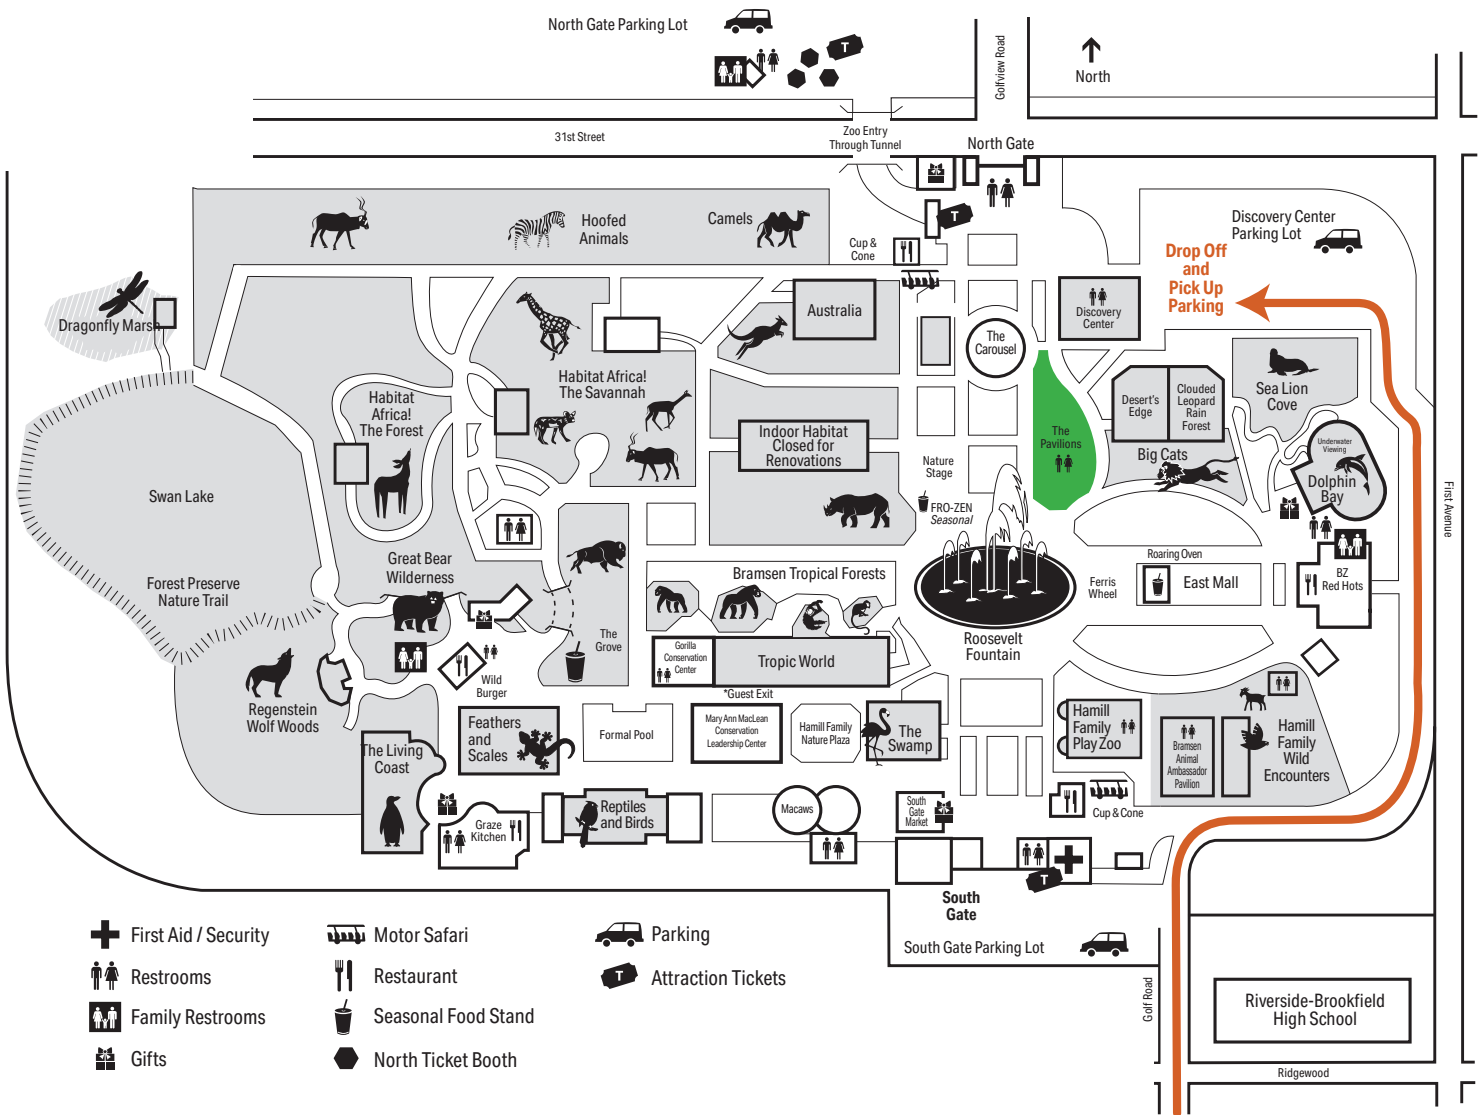 North Gate Parking Lot
T
Golfview Road
North
31st Street
Zoo Entry
Through Tunnel
North Gate
T
Hoofed
Animals
Camels
Cup &
Cone
Discovery Center
Parking Lot
Drop Off
and
Pick Up
Parking
Dragonfly Marsh
Australia
The
Carousel
Discovery
Center
Habitat Africa!
The Savannah
Habitat
Africa!
The Forest
Sea Lion
Cove
Desert's
Edge
Clouded
Leopard
Rain
Forest
The
Pavilions
Indoor Habitat
Closed for
Renovations
Big Cats
Underwater
Viewing
Dolphin
Bay
Nature
Stage
FRO-ZEN
Seasonal
Swan Lake
First Avenue
Great Bear
Wilderness
Forest Preserve
Nature Trail
Bramsen Tropical Forests
Roaring Oven
East Mall
Ferris
Wheel
BZ
Red Hots
The
Grove
Roosevelt
Fountain
Gorilla
Conservation
Center
Tropic World
*Guest Exit
Wild
Burger
Regenstein
Wolf Woods
Feathers
and
Scales
Formal Pool
Mary Ann MacLean
Conservation
Leadership Center
Hamill Family
Nature Plaza
The
Swamp
Hamill
Family
Play Zoo
Bramsen
Animal
Ambassador
Pavilion
Hamill
Family
Wild
Encounters
The Living
Coast
Graze
Kitchen
Reptiles
and Birds
Macaws
South
Gate
Market
Cup & Cone
T
South
Gate
South Gate Parking Lot
Golf Road
Riverside-Brookfield
High School
Ridgewood
First Aid / Security
Restrooms
Family Restrooms
Gifts
Motor Safari
Restaurant
Seasonal Food Stand
North Ticket Booth
Parking
T
Attraction Tickets